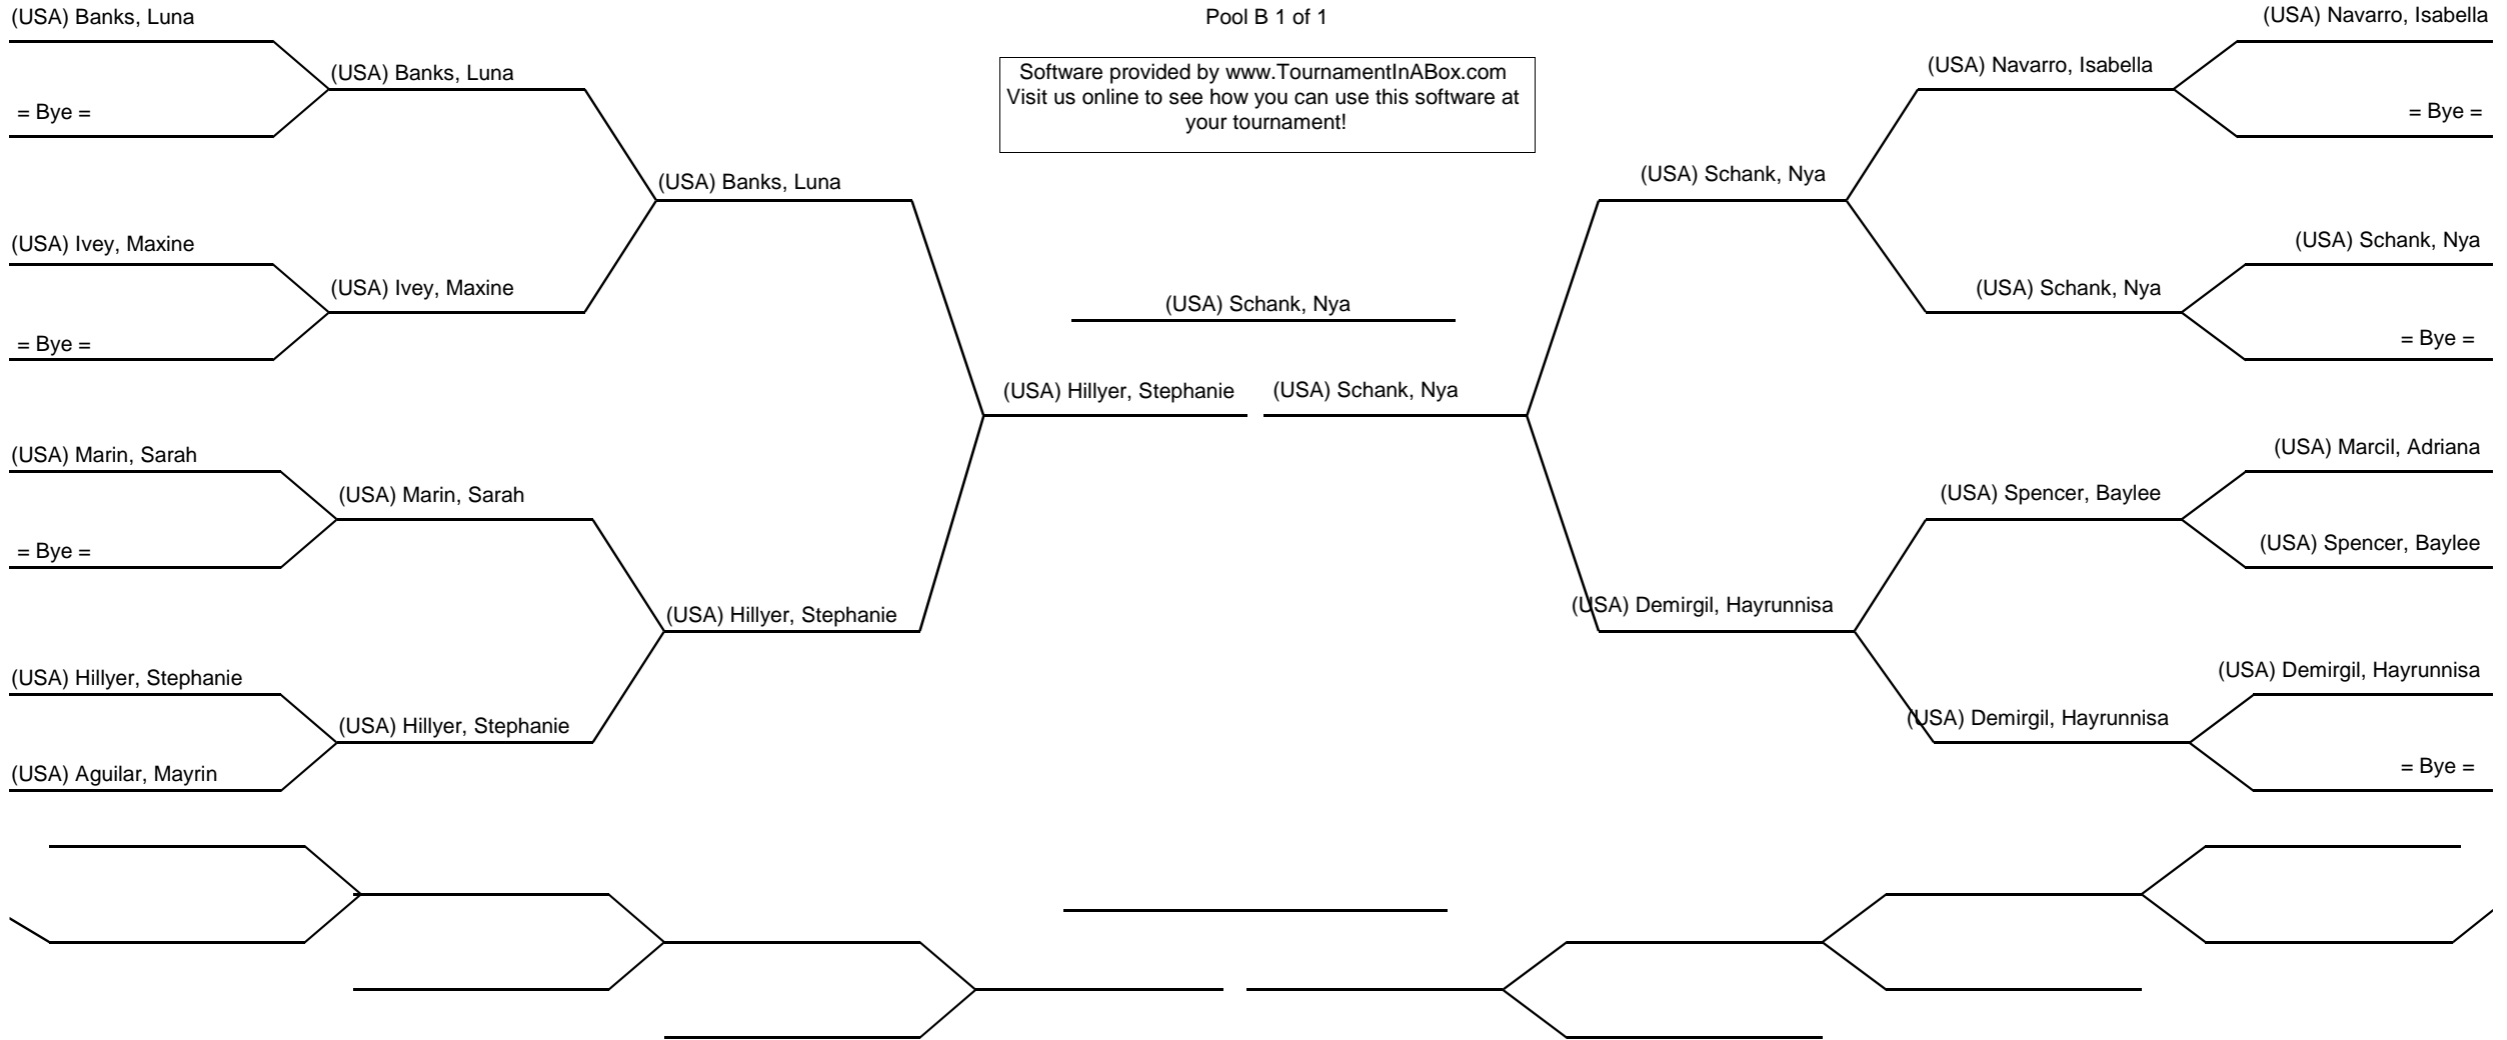 Pool B 1 of 1
Software provided by www.TournamentInABox.com
Visit us online to see how you can use this software at
your tournament!
(USA) Banks, Luna
= Bye =
(USA) Ivey, Maxine
= Bye =
(USA) Marin, Sarah
= Bye =
(USA) Hillyer, Stephanie
(USA) Aguilar, Mayrin
(USA) Banks, Luna
(USA) Ivey, Maxine
(USA) Marin, Sarah
(USA) Hillyer, Stephanie
(USA) Banks, Luna
(USA) Hillyer, Stephanie
(USA) Hillyer, Stephanie
(USA) Schank, Nya
(USA) Schank, Nya
(USA) Schank, Nya
(USA) Demirgil, Hayrunnisa
(USA) Navarro, Isabella
(USA) Schank, Nya
(USA) Spencer, Baylee
(USA) Demirgil, Hayrunnisa
(USA) Navarro, Isabella
= Bye =
(USA) Schank, Nya
= Bye =
(USA) Marcil, Adriana
(USA) Spencer, Baylee
(USA) Demirgil, Hayrunnisa
= Bye =